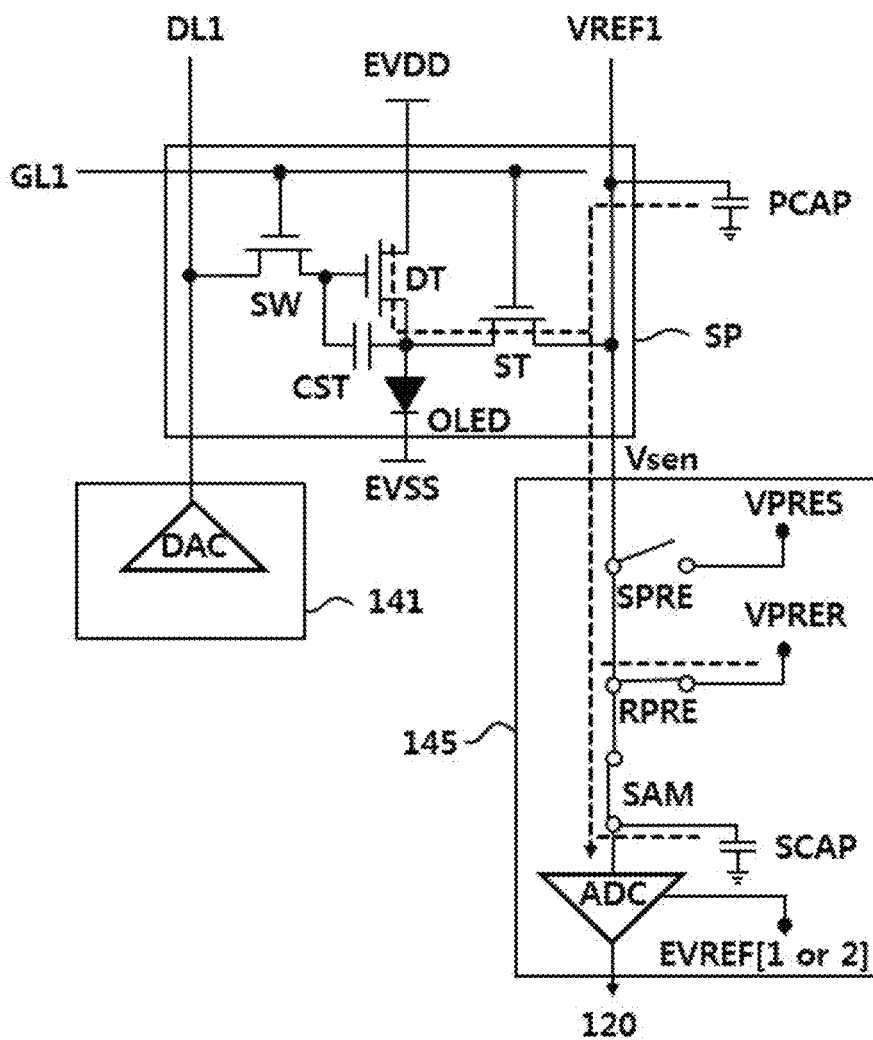 DL1
VREF1
EVDD
GL1
PCAP
DT
SW
SP
ST
CST
OLED
Vsen
EVSS
VPRES
DAC
SPRE
141
VPRER
RPRE
145
SAM
SCAP
ADC
EVREF[1 or 2]
120